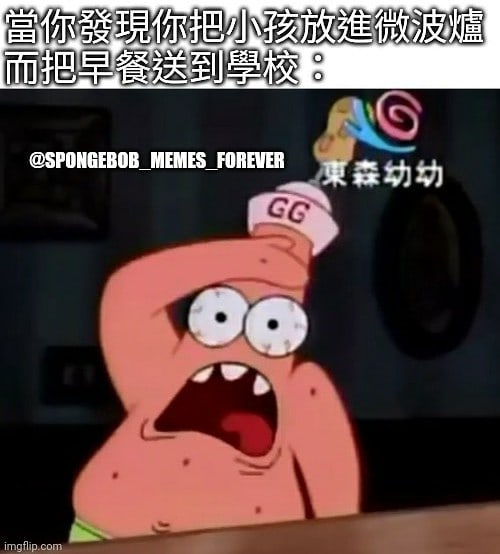 當你發現你把小孩放進微波爐
而把早餐送到學校：
@SPONGEBOB_MEMES_FOREVER
東森幼幼
GG
imgflip.com